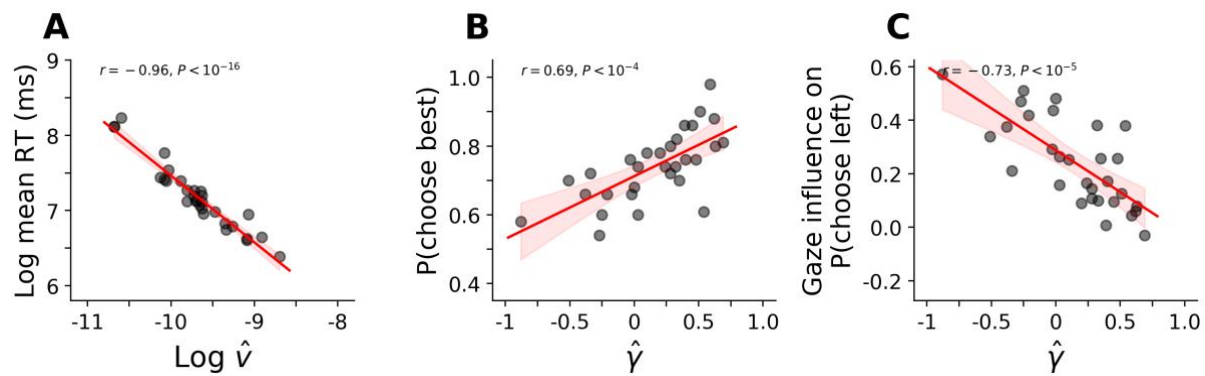 A
r = −0.96, P < 10⁻¹⁶
Log mean RT (ms)
9
8
7
6
-11 -10 -9 -8
Log v̂
B
r = 0.69, P < 10⁻⁴
P(choose best)
1.0
0.8
0.6
0.4
-1 -0.5 0 0.5 1.0
γ̂
C
r = −0.73, P < 10⁻⁵
Gaze influence on
P(choose left)
0.6
0.4
0.2
0.0
-0.2
-1 -0.5 0 0.5 1.0
γ̂